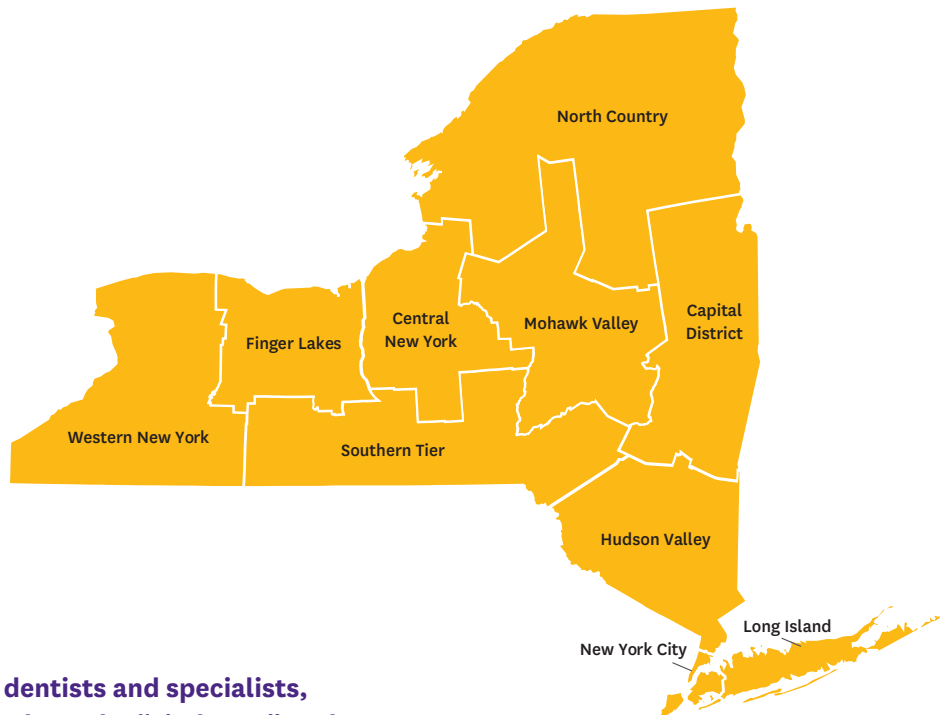 North Country
Capital
District
Central
New York
Mohawk Valley
Finger Lakes
Western New York
Southern Tier
Hudson Valley
Long Island
New York City
dentists and specialists,